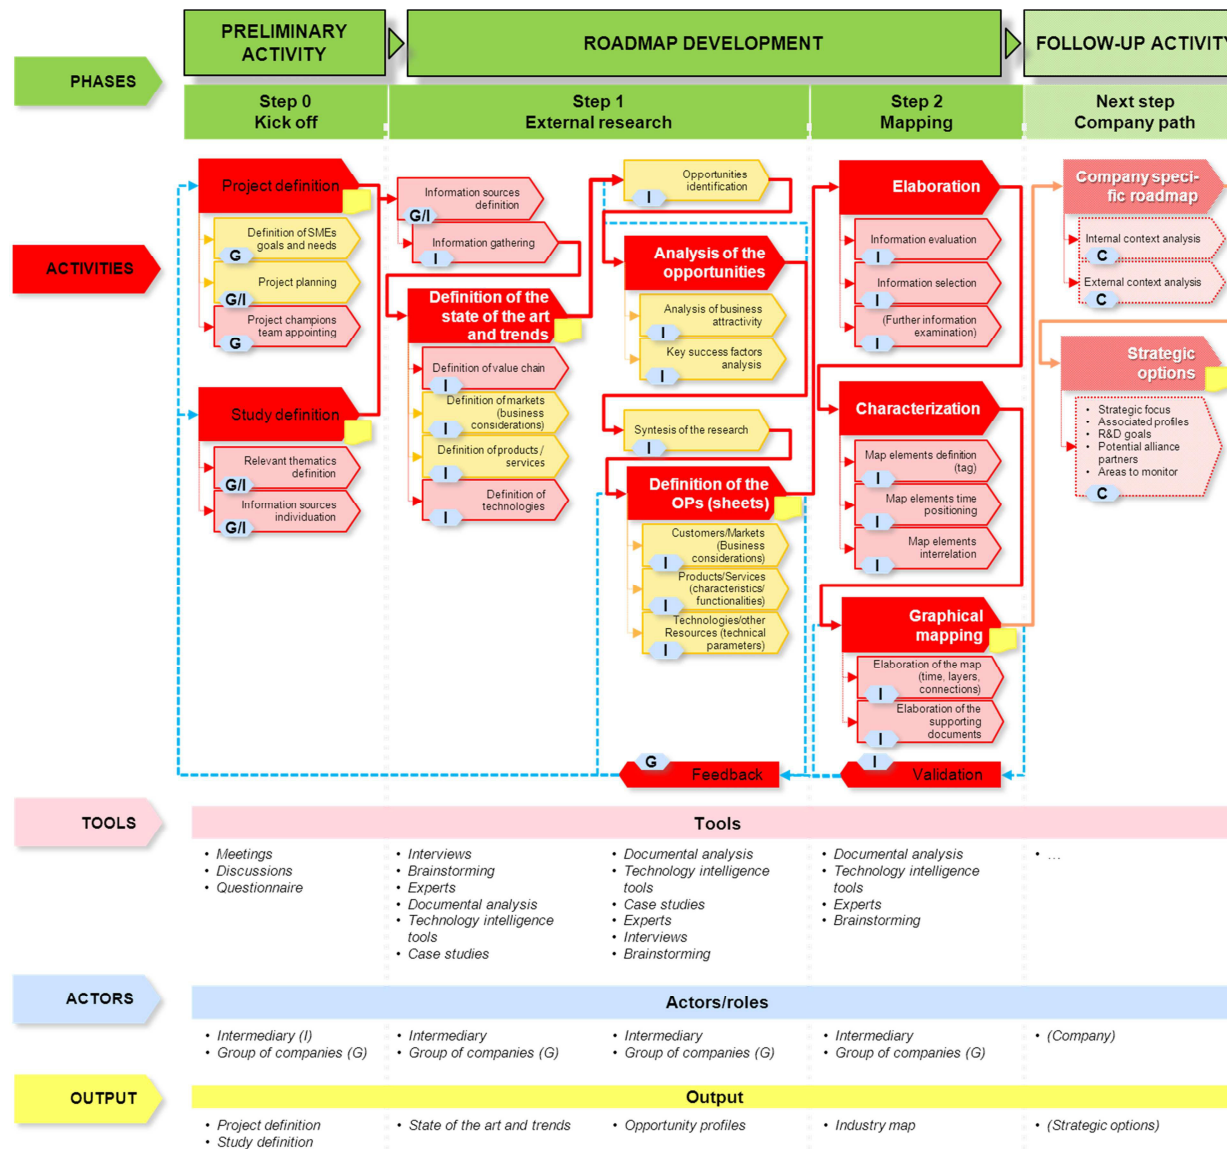 PRELIMINARY
ACTIVITY
ROADMAP DEVELOPMENT
FOLLOW-UP ACTIVITY
PHASES
Step 0
Kick off
Step 1
External research
Step 2
Mapping
Next step
Company path
ACTIVITIES
Project definition
Definition of SMEs
goals and needs
G
Project planning
G/I
Project champions
team appointing
G
Study definition
Relevant thematics
definition
G/I
Information sources
individuation
G/I
Information sources
definition
G/I
Information gathering
I
Definition of the
state of the art
and trends
Definition of value chain
I
Definition of markets
(business
considerations)
I
Definition of products /
services
I
Definition of
technologies
I
Opportunities
identification
I
Analysis of the
opportunities
Analysis of business
attractivity
I
Key success factors
analysis
I
Syntesis of the research
I
Definition of the
OPs (sheets)
Customers/Markets
(Business
considerations)
I
Products/Services
(characteristics/
functionalities)
I
Technologies/other
Resources (technical
parameters)
I
Elaboration
Information evaluation
I
Information selection
I
(Further information
examination)
I
Characterization
Map elements definition
(tag)
I
Map elements time
positioning
I
Map elements
interrelation
I
Graphical
mapping
Elaboration of the map
(time, layers,
connections)
I
Elaboration of the
supporting
documents
I
Company speci-
fic roadmap
Internal context analysis
C
External context analysis
C
Strategic
options
• Strategic focus
• Associated profiles
• R&D goals
• Potential alliance
partners
• Areas to monitor
C
G
Feedback
I
Validation
TOOLS
Tools
• Meetings
• Discussions
• Questionnaire
• Interviews
• Brainstorming
• Experts
• Documental analysis
• Technology intelligence
tools
• Case studies
• Documental analysis
• Technology intelligence
tools
• Case studies
• Experts
• Interviews
• Brainstorming
• Documental analysis
• Technology intelligence
tools
• Experts
• Brainstorming
• ...
ACTORS
Actors/roles
• Intermediary (I)
• Group of companies (G)
• Intermediary
• Group of companies (G)
• Intermediary
• Group of companies (G)
• Intermediary
• Group of companies (G)
• (Company)
OUTPUT
Output
• Project definition
• Study definition
• State of the art and trends
• Opportunity profiles
• Industry map
• (Strategic options)